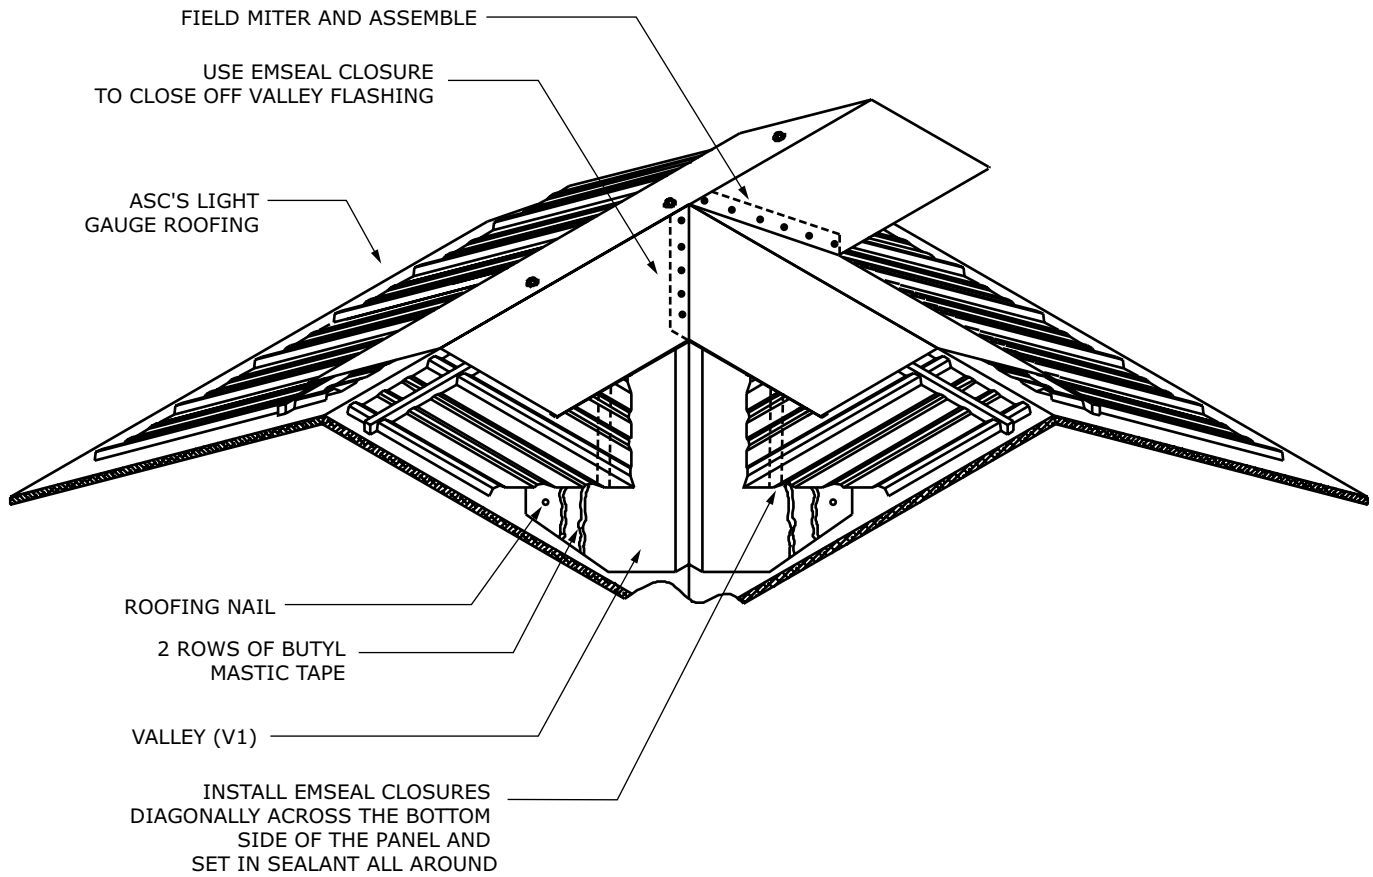 FIELD MITER AND ASSEMBLE
USE EMSEAL CLOSURE
TO CLOSE OFF VALLEY FLASHING
ASC'S LIGHT
GAUGE ROOFING
ROOFING NAIL
2 ROWS OF BUTYL
MASTIC TAPE
VALLEY (V1)
INSTALL EMSEAL CLOSURES
DIAGONALLY ACROSS THE BOTTOM
SIDE OF THE PANEL AND
SET IN SEALANT ALL AROUND